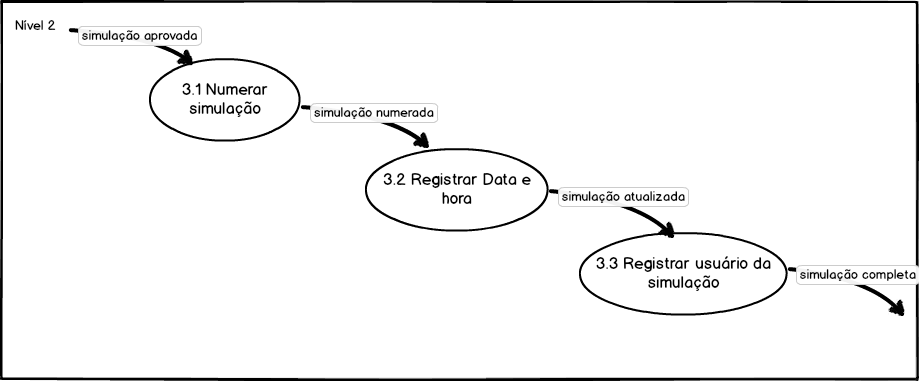 Nível 2
simulação aprovada
3.1 Numerar
simulação
simulação numerada
3.2 Registrar Data e
hora
simulação atualizada
3.3 Registrar usuário da
simulação
simulação completa